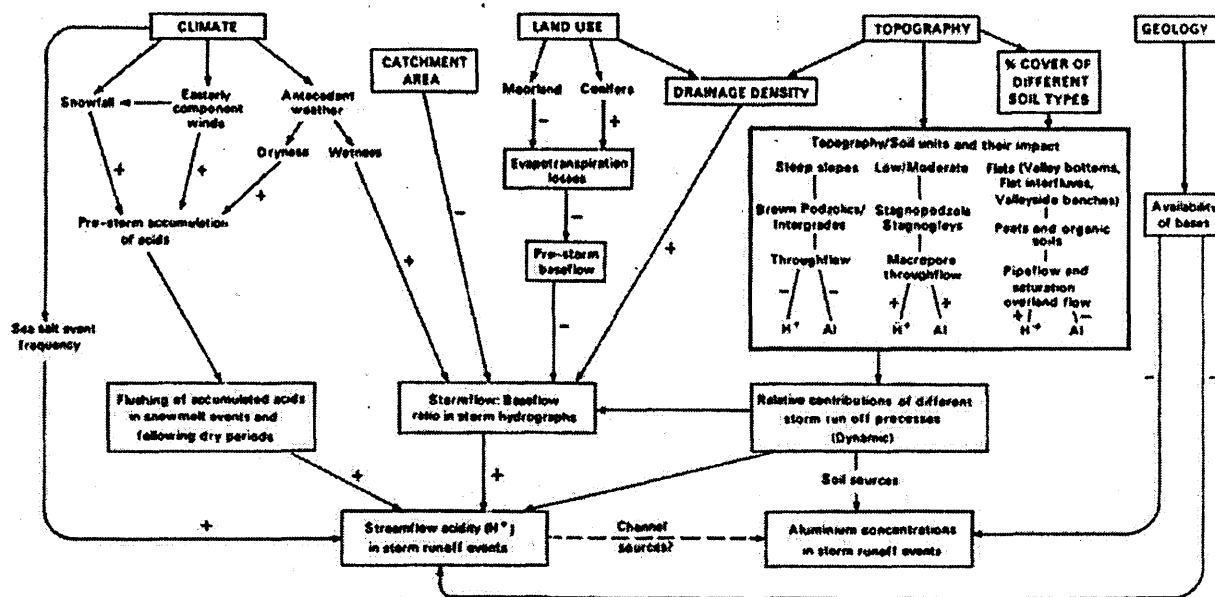 CLIMATE
LAND USE
TOPOGRAPHY
GEOLOGY
CATCHMENT
AREA
% COVER OF
DIFFERENT
SOIL TYPES
Snowfall
Easterly
component
winds
Antecedent
weather
Moorland
Conifers
DRAINAGE DENSITY
Dryness
Wetness
−
+
Evapotranspiration
losses
Topography/Soil units and their impact
Steep slopes
Low/Moderate
Flats (Valley bottoms,
Flat interfluves,
Valleyside benches)
+
+
+
Pre-storm accumulation
of acids
−
−
Brown Podzolics/
Intergrades
Stagnopodzols
Stagnogleys
Peats and organic
soils
Availability
of bases
+
Pre-storm
baseflow
+
Throughflow
Macropore
throughflow
Pipeflow and
saturation
overland flow
− −
+ +
+ −
H+ Al
H+ Al
H+ Al
Sea salt event
frequency
−
− −
Flushing of accumulated acids
in snowmelt events and
following dry periods
Stormflow: Baseflow
ratio in storm hydrographs
Relative contributions of different
storm run off processes
(Dynamic)
+
+
Soil sources
+
Streamflow acidity (H+)
in storm runoff events
Channel
sources?
Aluminium concentrations
in storm runoff events